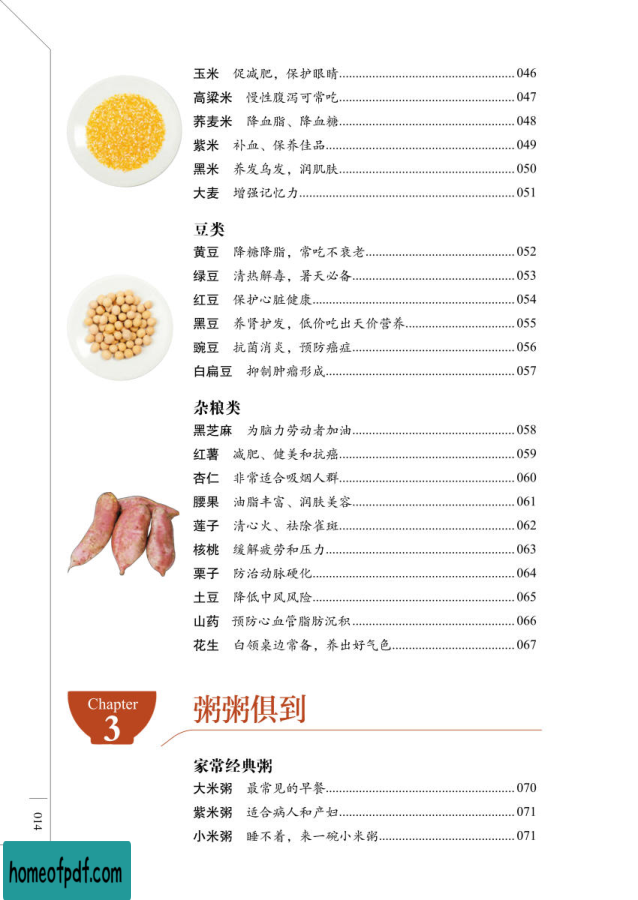 玉米 促减肥，保护眼睛 046
高粱米 慢性腹泻可常吃 047
荞麦米 降血脂、降血糖 048
紫米 补血、保养佳品 049
黑米 养发乌发，润肌肤 050
大麦 增强记忆力 051
豆类
黄豆 降糖降脂，常吃不衰老 052
绿豆 清热解毒，暑天必备 053
红豆 保护心脏健康 054
黑豆 养肾护发，低价吃出天价营养 055
豌豆 抗菌消炎，预防癌症 056
白扁豆 抑制肿瘤形成 057
杂粮类
黑芝麻 为脑力劳动者加油 058
红薯 减肥、健美和抗癌 059
杏仁 非常适合吸烟人群 060
腰果 油脂丰富、润肤美容 061
莲子 清心火、祛除雀斑 062
核桃 缓解疲劳和压力 063
栗子 防治动脉硬化 064
土豆 降低中风风险 065
山药 预防心血管脂肪沉积 066
花生 白领桌边常备，养出好气色 067
Chapter
3
粥粥俱到
家常经典粥
大米粥 最常见的早餐 070
紫米粥 适合病人和产妇 071
小米粥 睡不着，来一碗小米粥 071
014
homeofpdf.com